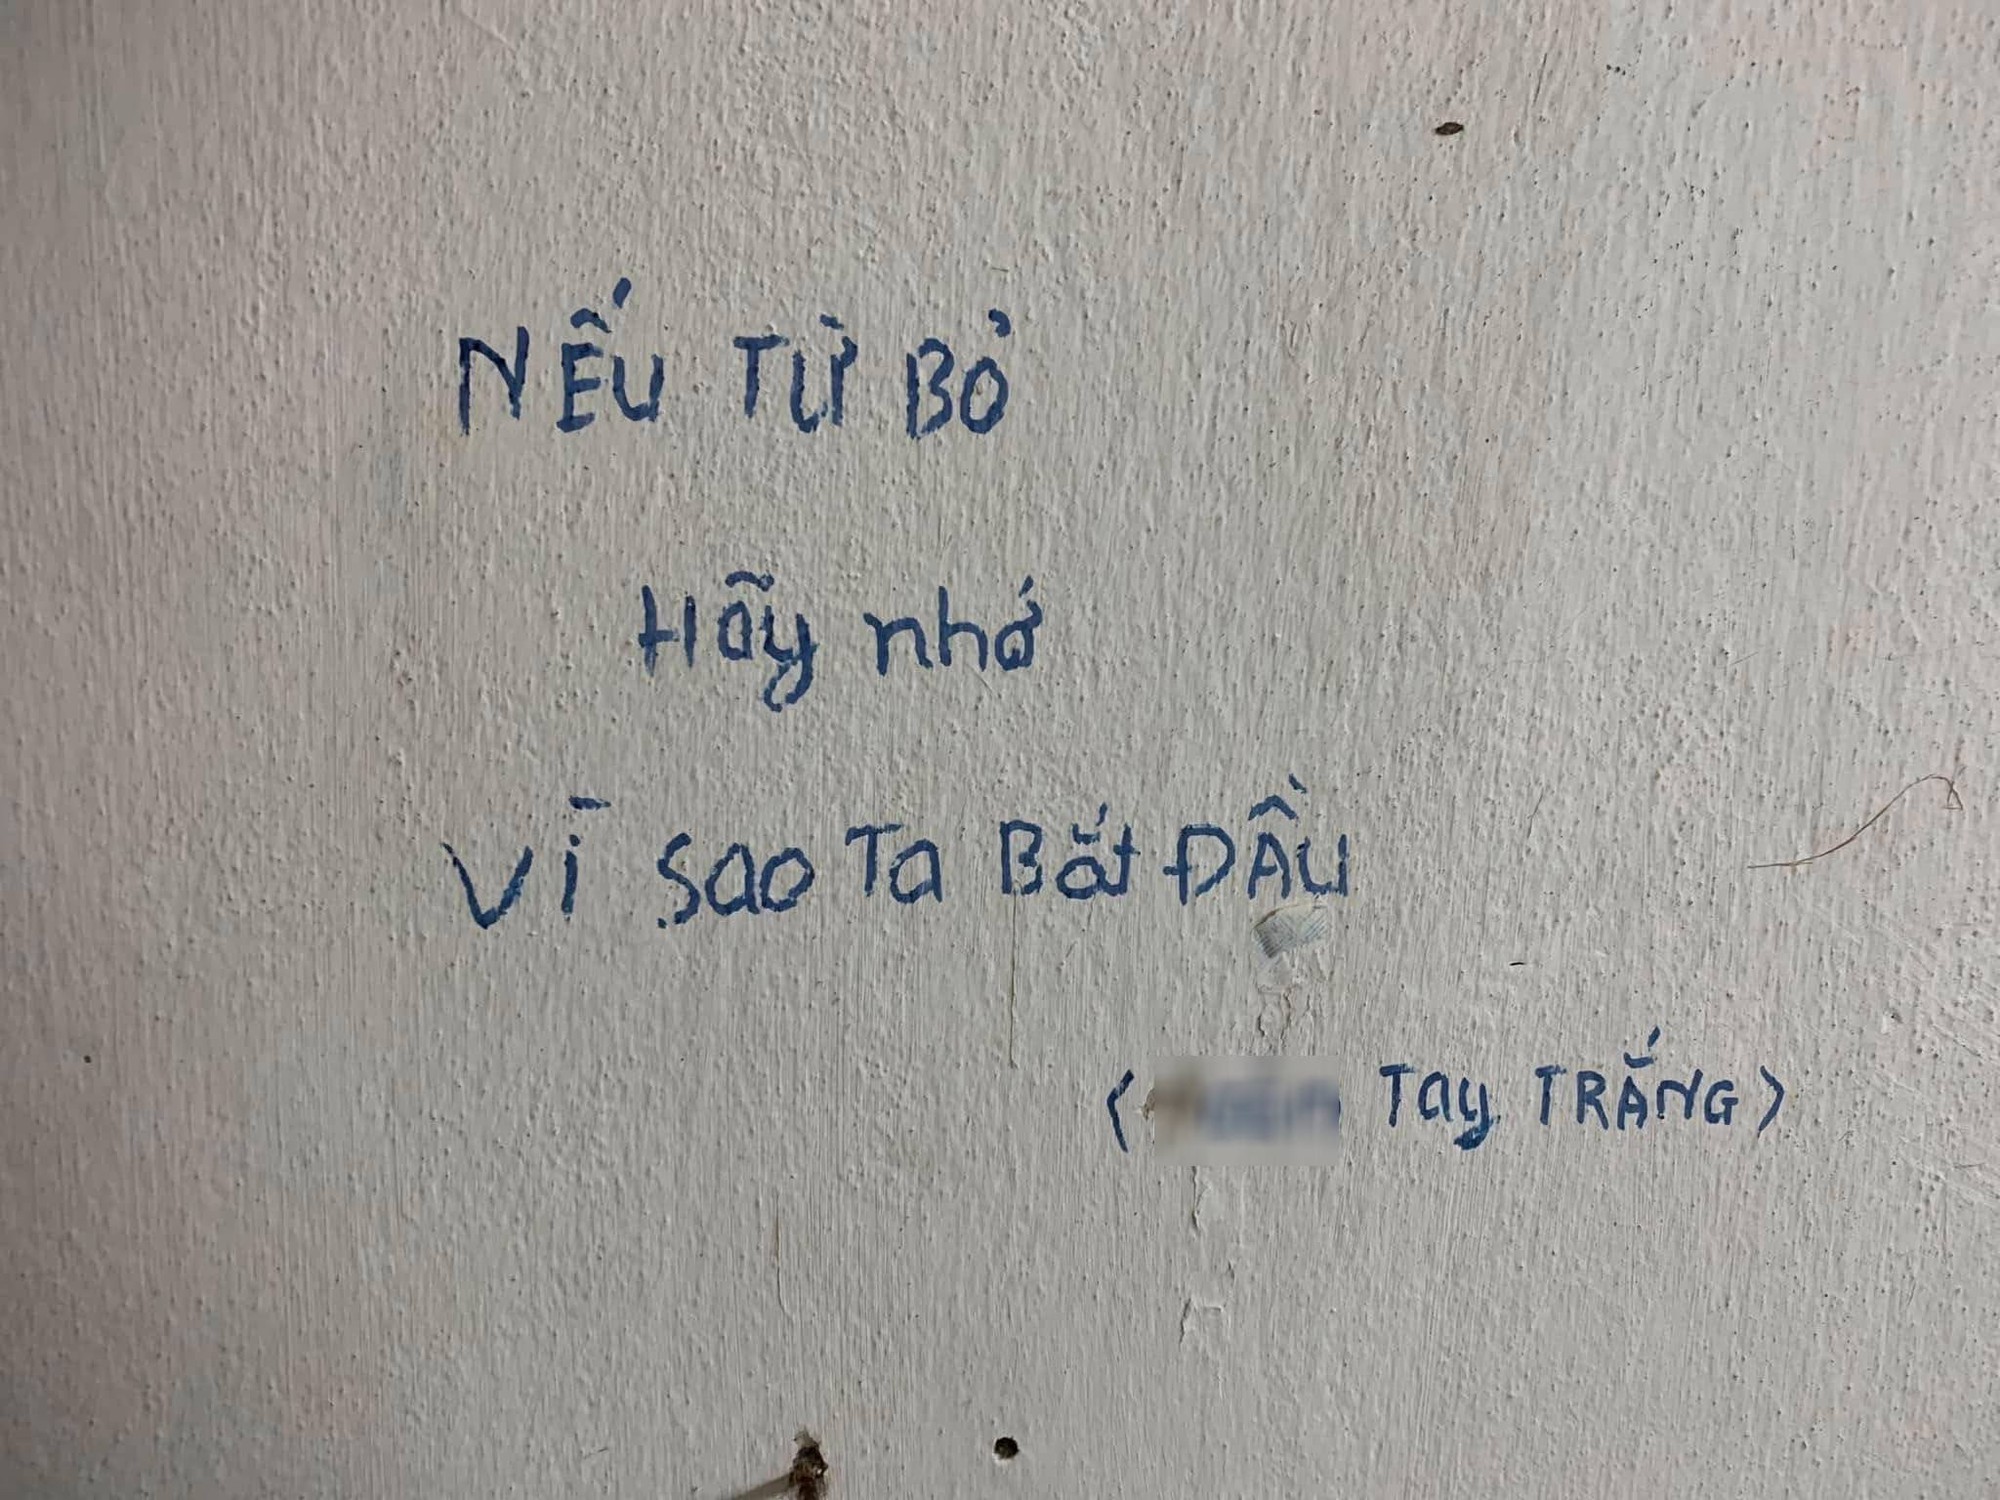 NẾU TỪ BỎ
Hãy nhớ
Vì sao Ta Bắt ĐẦU
( Tay TRẮNG)